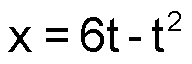 x = 6t - t²